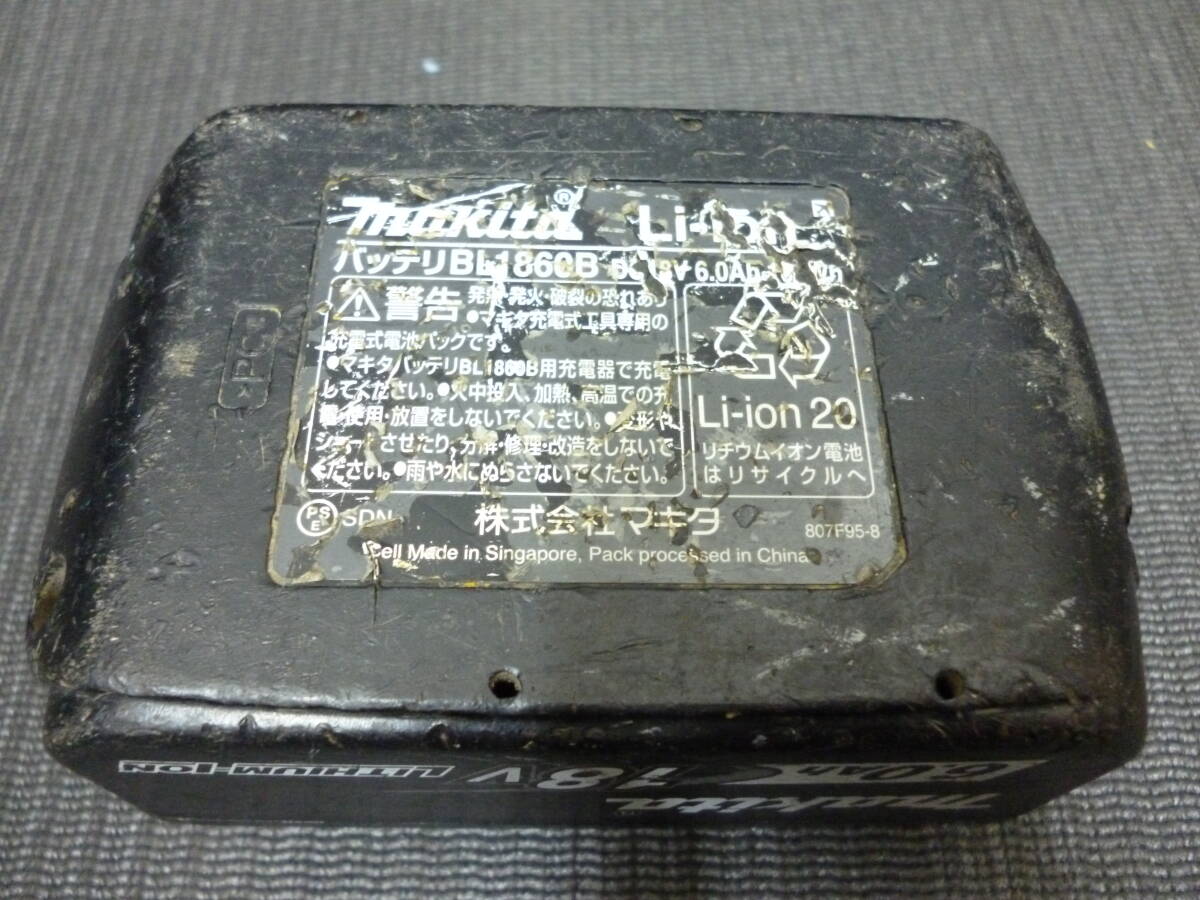 makita® Li-ion
バッテリBL1860B DC18V 6.0Ah
警告 発熱・発火・破裂の恐れあり
●マキタ充電式工具専用の
充電式電池パックです。
●マキタバッテリBL1860B用充電器で充電
してください。●火中投入、加熱、高温での充
電・使用・放置をしないでください。●変形や
ショートさせたり、分解・修理・改造をしないで
ください。●雨や水にぬらさないでください。
Li-ion 20
リチウムイオン電池
はリサイクルへ
PS
E
SDN
株式会社マキタ
807F95-8
Cell Made in Singapore, Pack processed in China
makita
6.0Ah 18V LITHIUM-ION